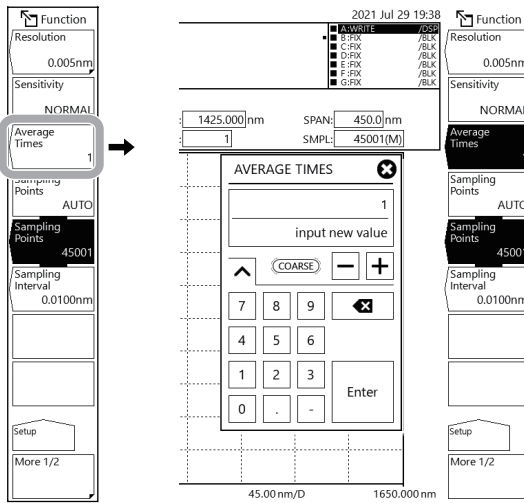 Function
Resolution
0.005nm
Sensitivity
NORMAL
Average
Times
1
Sampling
Points
AUTO
Sampling
Points
45001
Sampling
Interval
0.0100nm
Setup
More 1/2
2021 Jul 29 19:38
A:WRITE /DSP
B:FIX /BLK
C:FIX /BLK
D:FIX /BLK
E:FIX /BLK
F:FIX /BLK
G:FIX /BLK
: 1425.000 nm SPAN: 450.0 nm
: 1 SMPL: 45001(M)
AVERAGE TIMES
1
input new value
COARSE
7 8 9
4 5 6
1 2 3
Enter
0 . -
45.00 nm/D 1650.000 nm
Function
Resolution
0.005nm
Sensitivity
NORMAL
Average
Times
Sampling
Points
AUTO
Sampling
Points
45001
Sampling
Interval
0.0100nm
Setup
More 1/2